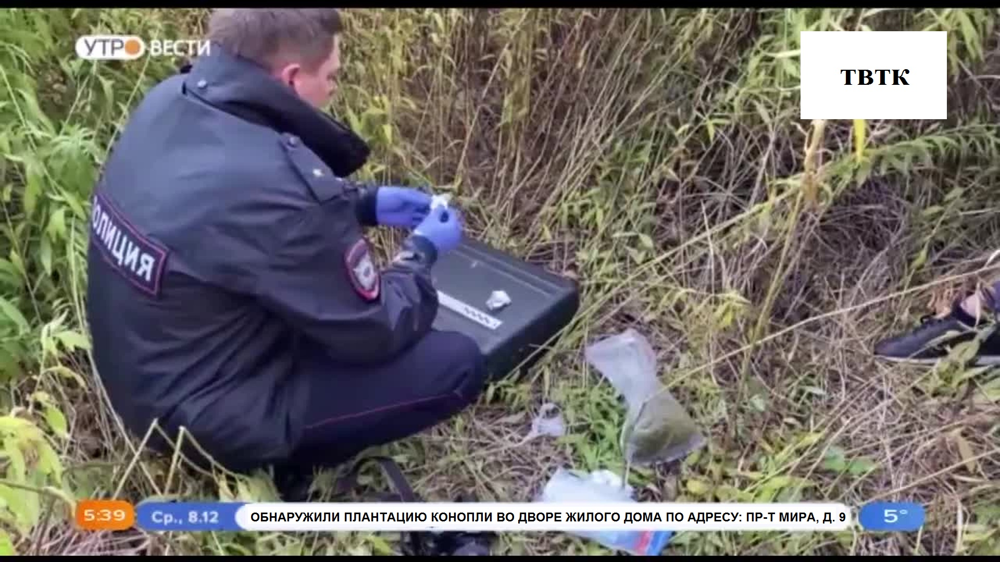 УТРО ВЕСТИ
ТВТК
ПОЛИЦИЯ
5:39 Ср., 8.12 ОБНАРУЖИЛИ ПЛАНТАЦИЮ КОНОПЛИ ВО ДВОРЕ ЖИЛОГО ДОМА ПО АДРЕСУ: ПР-Т МИРА, Д. 9 5°